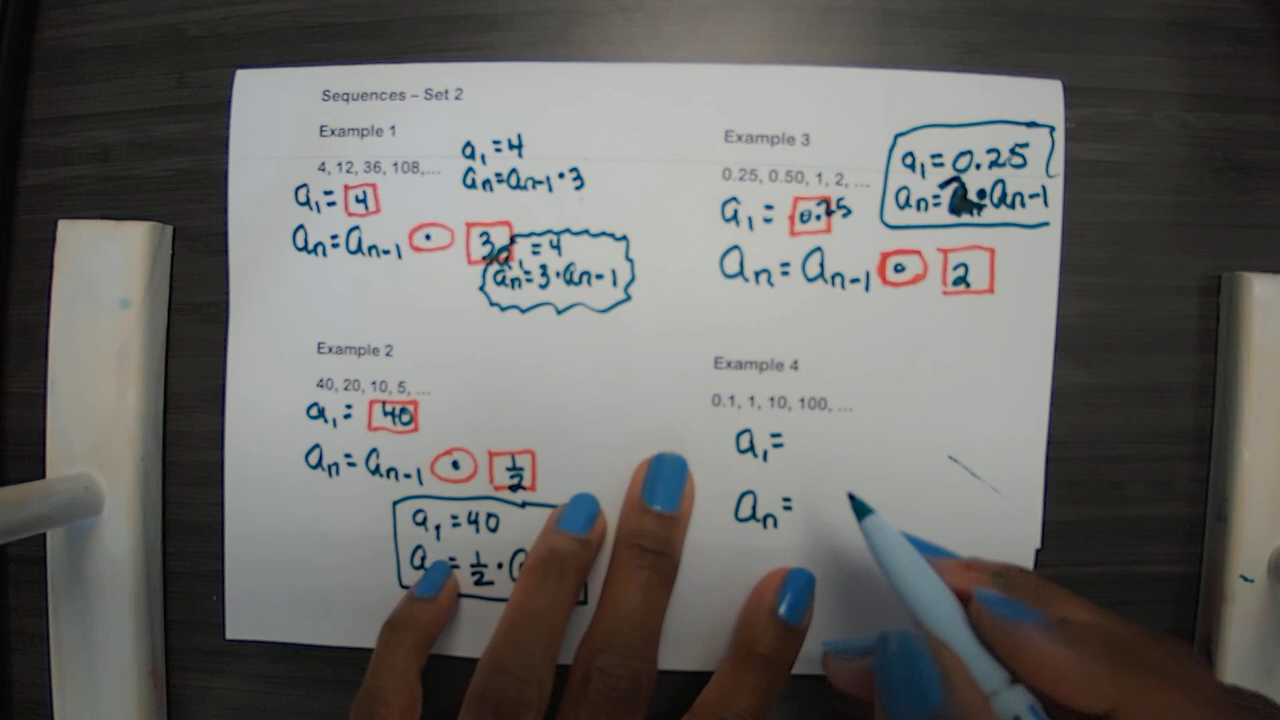 Sequences – Set 2
Example 1
4, 12, 36, 108,...
a₁ = 4
aₙ = aₙ₋₁ · 3
a₁ = 4
aₙ = aₙ₋₁ · 3
a₁ = 4
aₙ = 3 · aₙ₋₁
Example 2
40, 20, 10, 5, ...
a₁ = 40
aₙ = aₙ₋₁ · 1/2
a₁ = 40
a = 1/2 ·
Example 3
0.25, 0.50, 1, 2, ...
a₁ = 0.25
aₙ = aₙ₋₁ · 2
a₁ = 0.25
aₙ = 2 · aₙ₋₁
Example 4
0.1, 1, 10, 100, ...
a₁ =
aₙ =